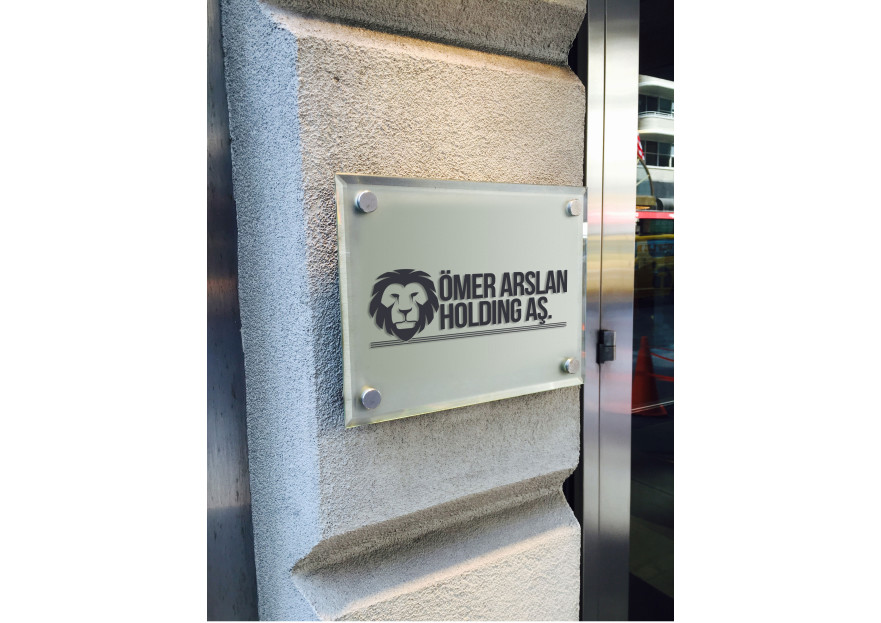 ÖMER ARSLAN
HOLDING AŞ.